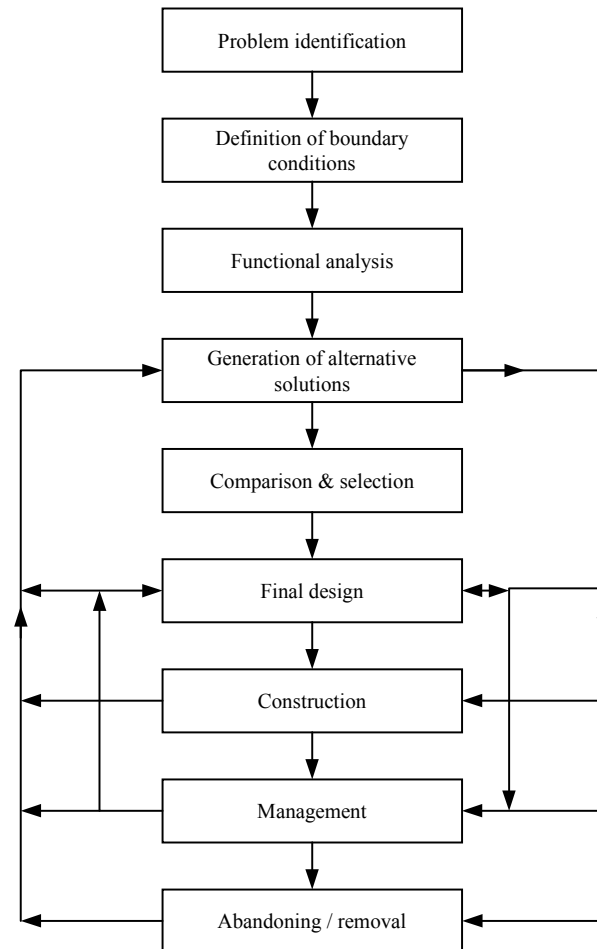 Problem identification
Definition of boundary
conditions
Functional analysis
Generation of alternative
solutions
Comparison & selection
Final design
Construction
Management
Abandoning / removal